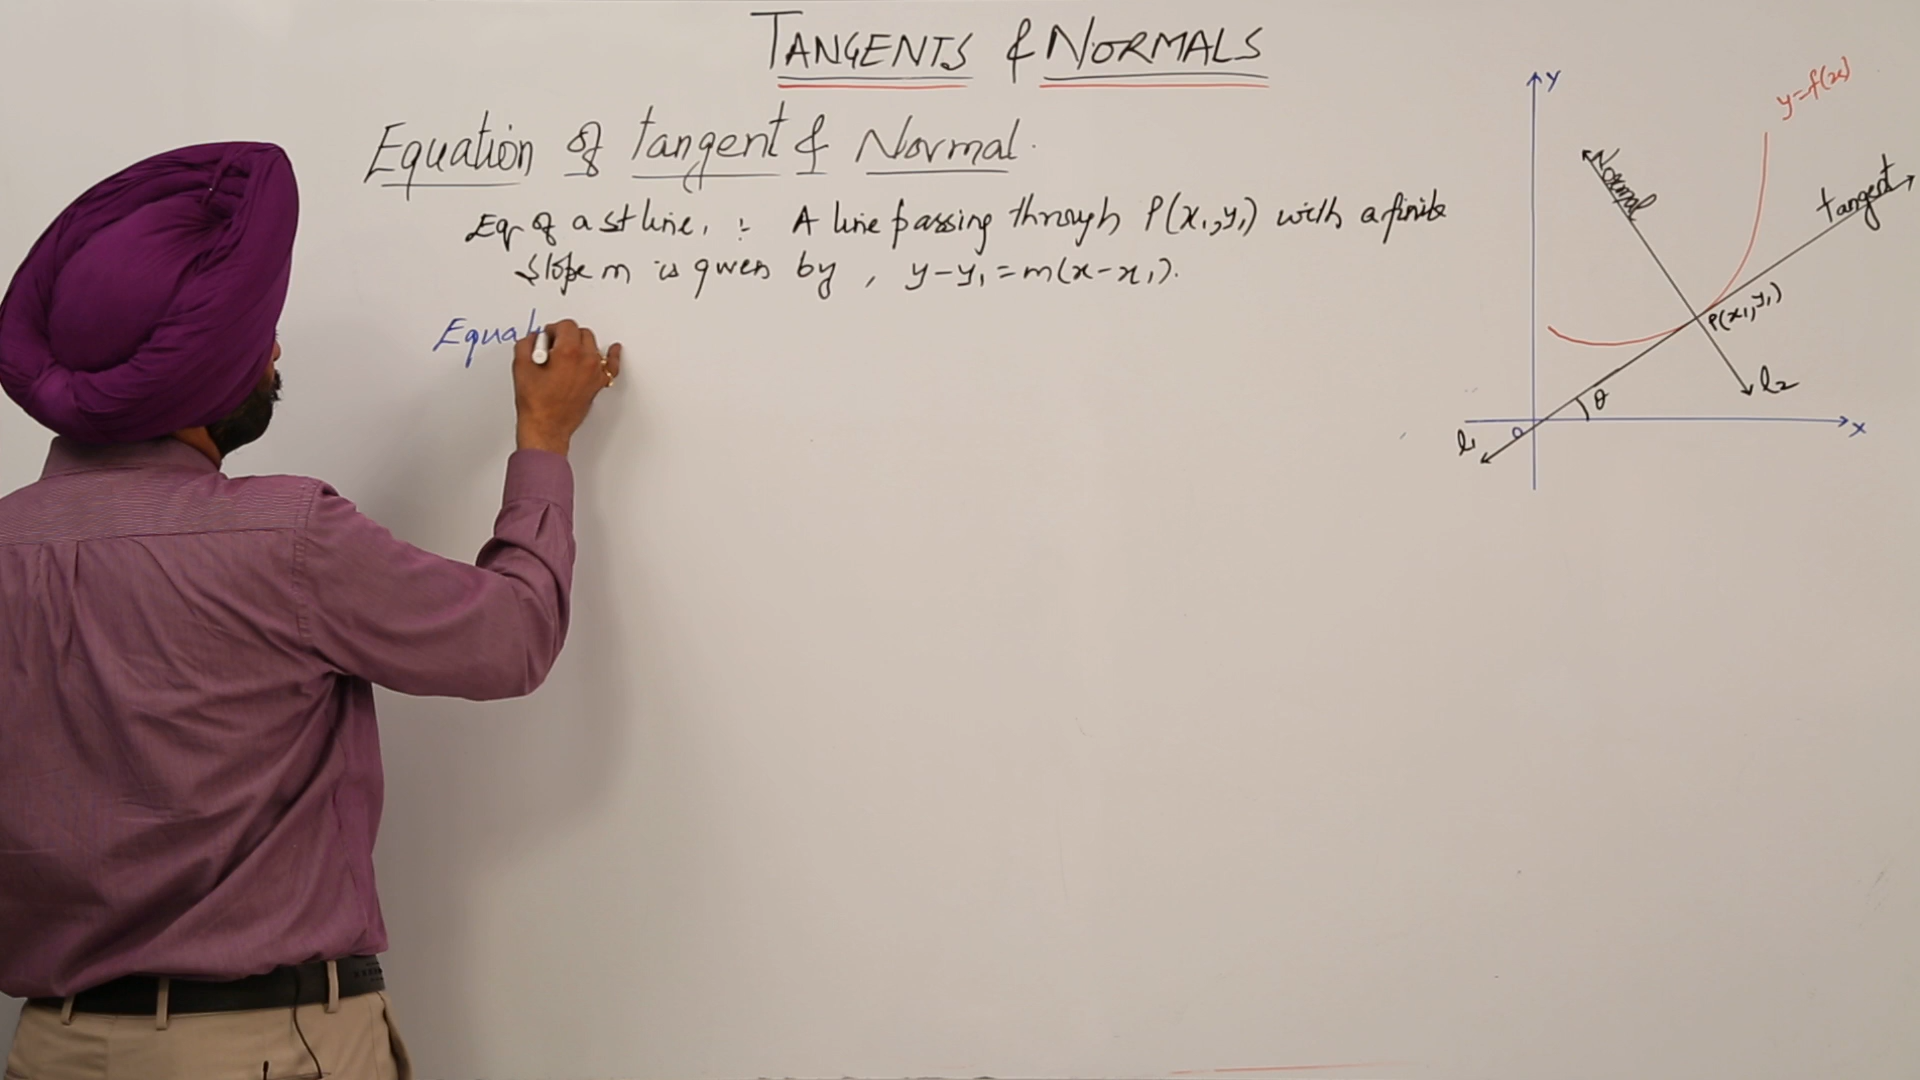 TANGENTS & NORMALS
Equation of tangent & Normal.
Eq. of a st line, : A line passing through P(x₁,y₁) with a finite
slope m is given by, y-y₁ = m(x-x₁).
Equat
Y
y=f(x)
Normal
tangent
P(x₁,y₁)
l₂
θ
O
X
l₁